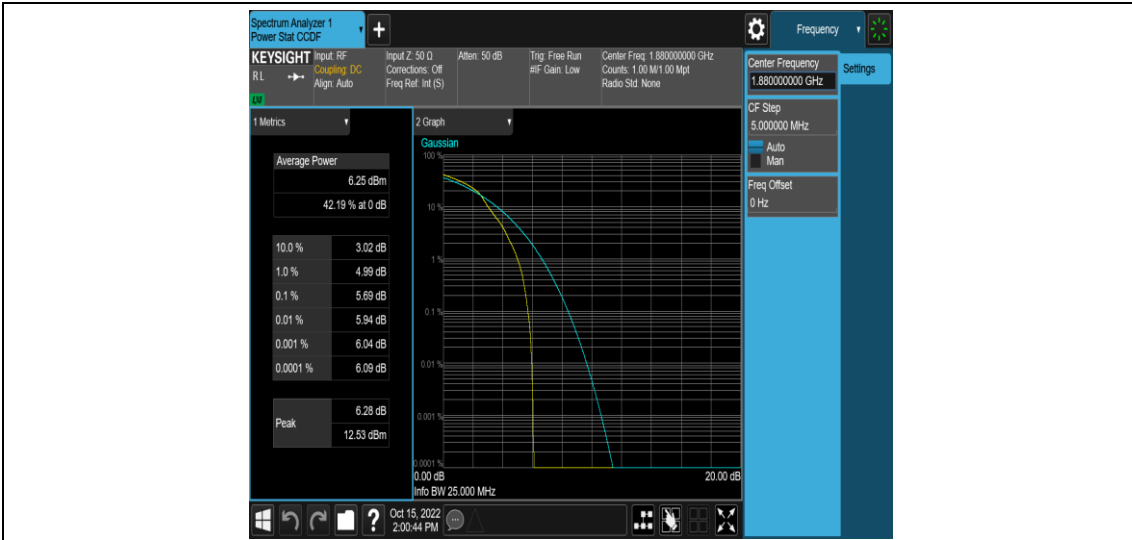 Spectrum Analyzer 1
Power Stat CCDF
+
Frequency
KEYSIGHT
R L
LXI
Input: RF
Coupling: DC
Align: Auto
Input Z: 50 Ω
Corrections: Off
Freq Ref: Int (S)
Atten: 50 dB
Trig: Free Run
#IF Gain: Low
Center Freq: 1.880000000 GHz
Counts: 1.00 M/1.00 Mpt
Radio Std: None
Center Frequency
1.880000000 GHz
Settings
CF Step
5.000000 MHz
Auto
Man
Freq Offset
0 Hz
1 Metrics
Average Power
6.25 dBm
42.19 % at 0 dB
10.0 % 3.02 dB
1.0 % 4.99 dB
0.1 % 5.69 dB
0.01 % 5.94 dB
0.001 % 6.04 dB
0.0001 % 6.09 dB
Peak
6.28 dB
12.53 dBm
2 Graph
Gaussian
100 %
10 %
1 %
0.1 %
0.01 %
0.001 %
0.0001 %
0.00 dB
20.00 dB
Info BW 25.000 MHz
?
Oct 15, 2022
2:00:44 PM